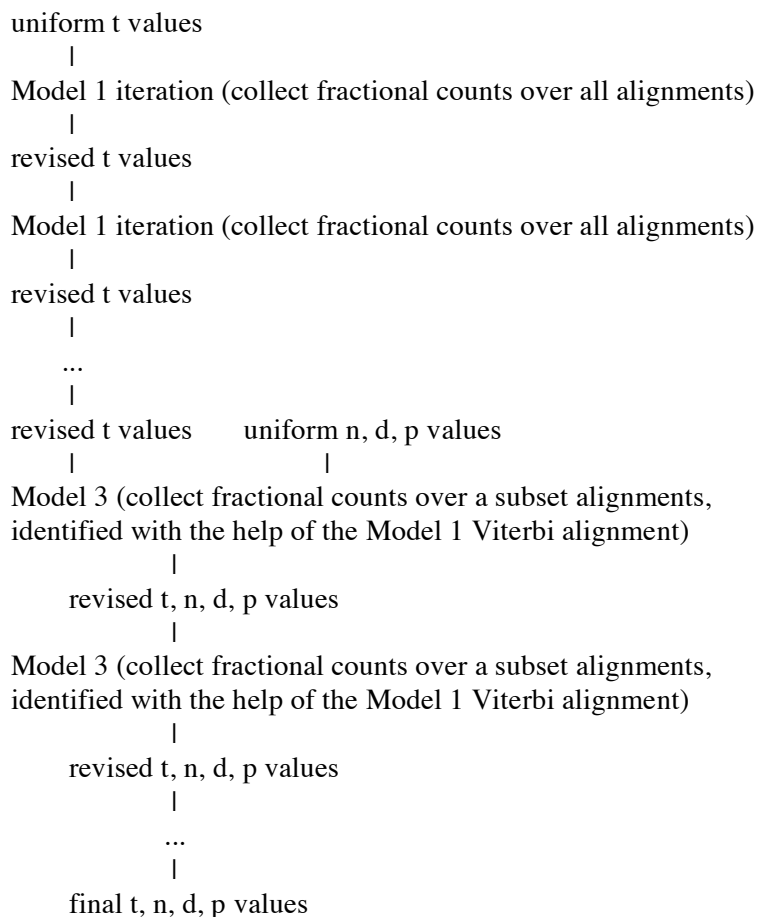 uniform t values
|
Model 1 iteration (collect fractional counts over all alignments)
|
revised t values
|
Model 1 iteration (collect fractional counts over all alignments)
|
revised t values
|
...
|
revised t values uniform n, d, p values
| |
Model 3 (collect fractional counts over a subset alignments,
identified with the help of the Model 1 Viterbi alignment)
|
revised t, n, d, p values
|
Model 3 (collect fractional counts over a subset alignments,
identified with the help of the Model 1 Viterbi alignment)
|
revised t, n, d, p values
|
...
|
final t, n, d, p values